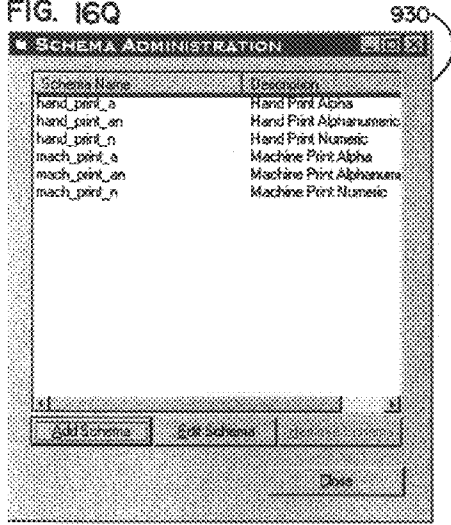 FIG. 16Q 930
SCHEMA ADMINISTRATION
Schema Name Description
hand_print_a Hand Print Alpha
hand_print_an Hand Print Alphanumeric
hand_print_n Hand Print Numeric
mach_print_a Machine Print Alpha
mach_print_an Machine Print Alphanume
mach_print_n Machine Print Numeric
Add Schema Edit Schema
Close